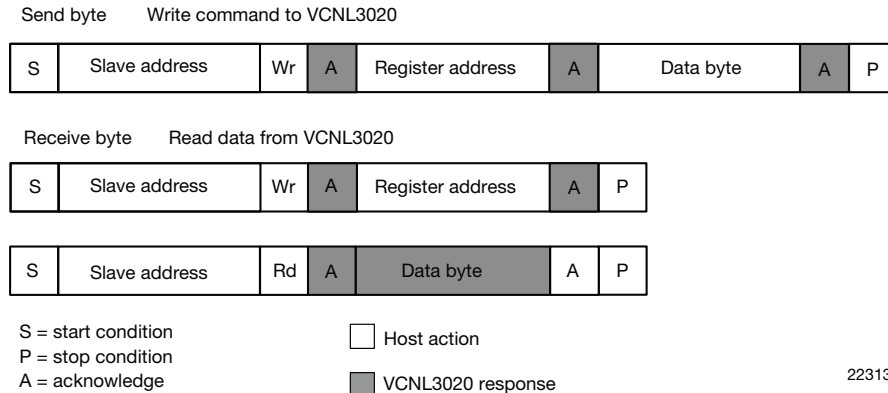 Send byte Write command to VCNL3020
S Slave address Wr A Register address A Data byte A P
Receive byte Read data from VCNL3020
S Slave address Wr A Register address A P
S Slave address Rd A Data byte A P
S = start condition
P = stop condition
A = acknowledge
Host action
VCNL3020 response
22313